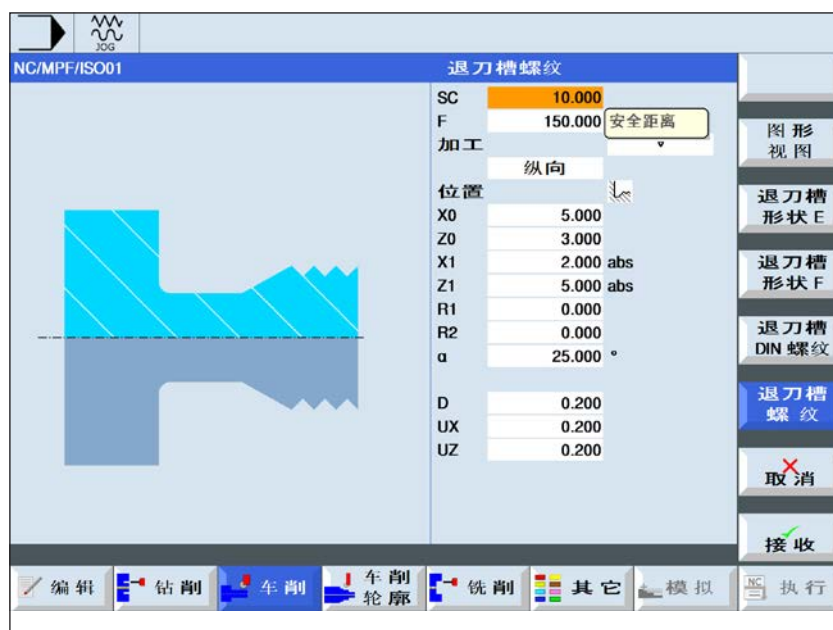 JOG
NC/MPF/ISO01
退刀槽螺纹
SC 10.000
F 150.000 安全距离
加工 ▽
纵向
位置
X0 5.000
Z0 3.000
X1 2.000 abs
Z1 5.000 abs
R1 0.000
R2 0.000
α 25.000 °
D 0.200
UX 0.200
UZ 0.200
图形
视图
退刀槽
形状 E
退刀槽
形状 F
退刀槽
DIN 螺纹
退刀槽
螺纹
取消
接收
编辑
钻削
车削
车削
轮廓
铣削
其它
模拟
NC
执行